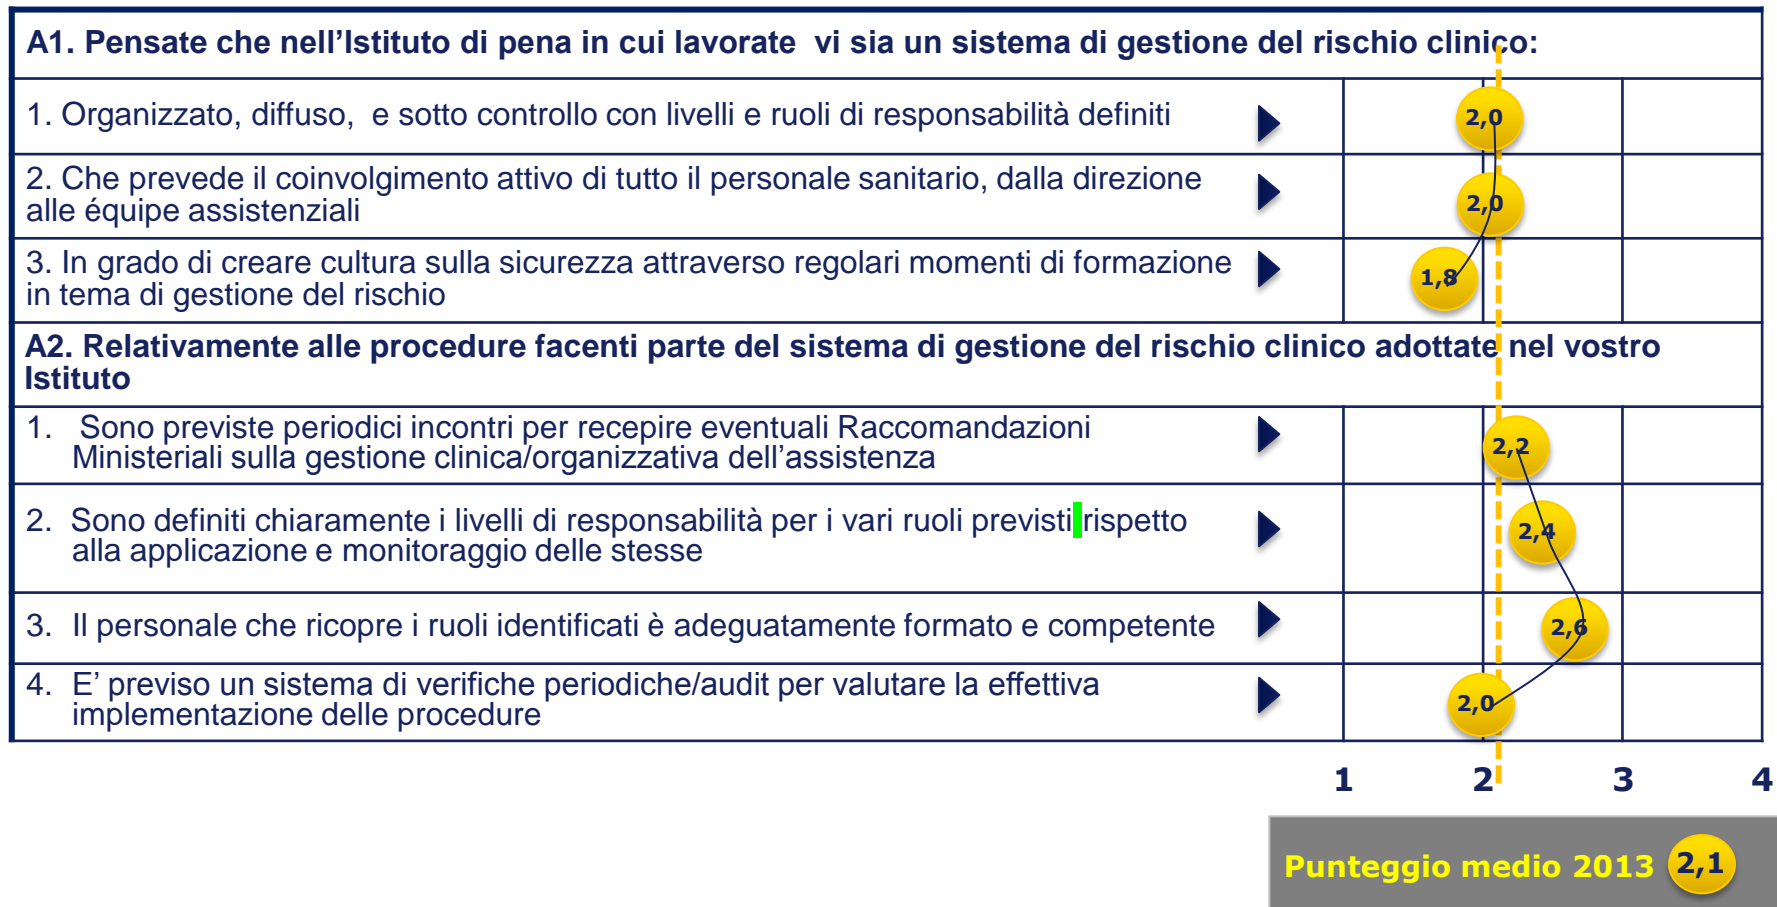 A1. Pensate che nell'Istituto di pena in cui lavorate vi sia un sistema di gestione del rischio clinico:
1. Organizzato, diffuso, e sotto controllo con livelli e ruoli di responsabilità definiti
2,0
2. Che prevede il coinvolgimento attivo di tutto il personale sanitario, dalla direzione
alle équipe assistenziali
2,0
3. In grado di creare cultura sulla sicurezza attraverso regolari momenti di formazione
in tema di gestione del rischio
1,8
A2. Relativamente alle procedure facenti parte del sistema di gestione del rischio clinico adottate nel vostro
Istituto
1. Sono previste periodici incontri per recepire eventuali Raccomandazioni
Ministeriali sulla gestione clinica/organizzativa dell'assistenza
2,2
2. Sono definiti chiaramente i livelli di responsabilità per i vari ruoli previsti rispetto
alla applicazione e monitoraggio delle stesse
2,4
3. Il personale che ricopre i ruoli identificati è adeguatamente formato e competente
2,6
4. E' previso un sistema di verifiche periodiche/audit per valutare la effettiva
implementazione delle procedure
2,0
1 2 3 4
Punteggio medio 2013 2,1